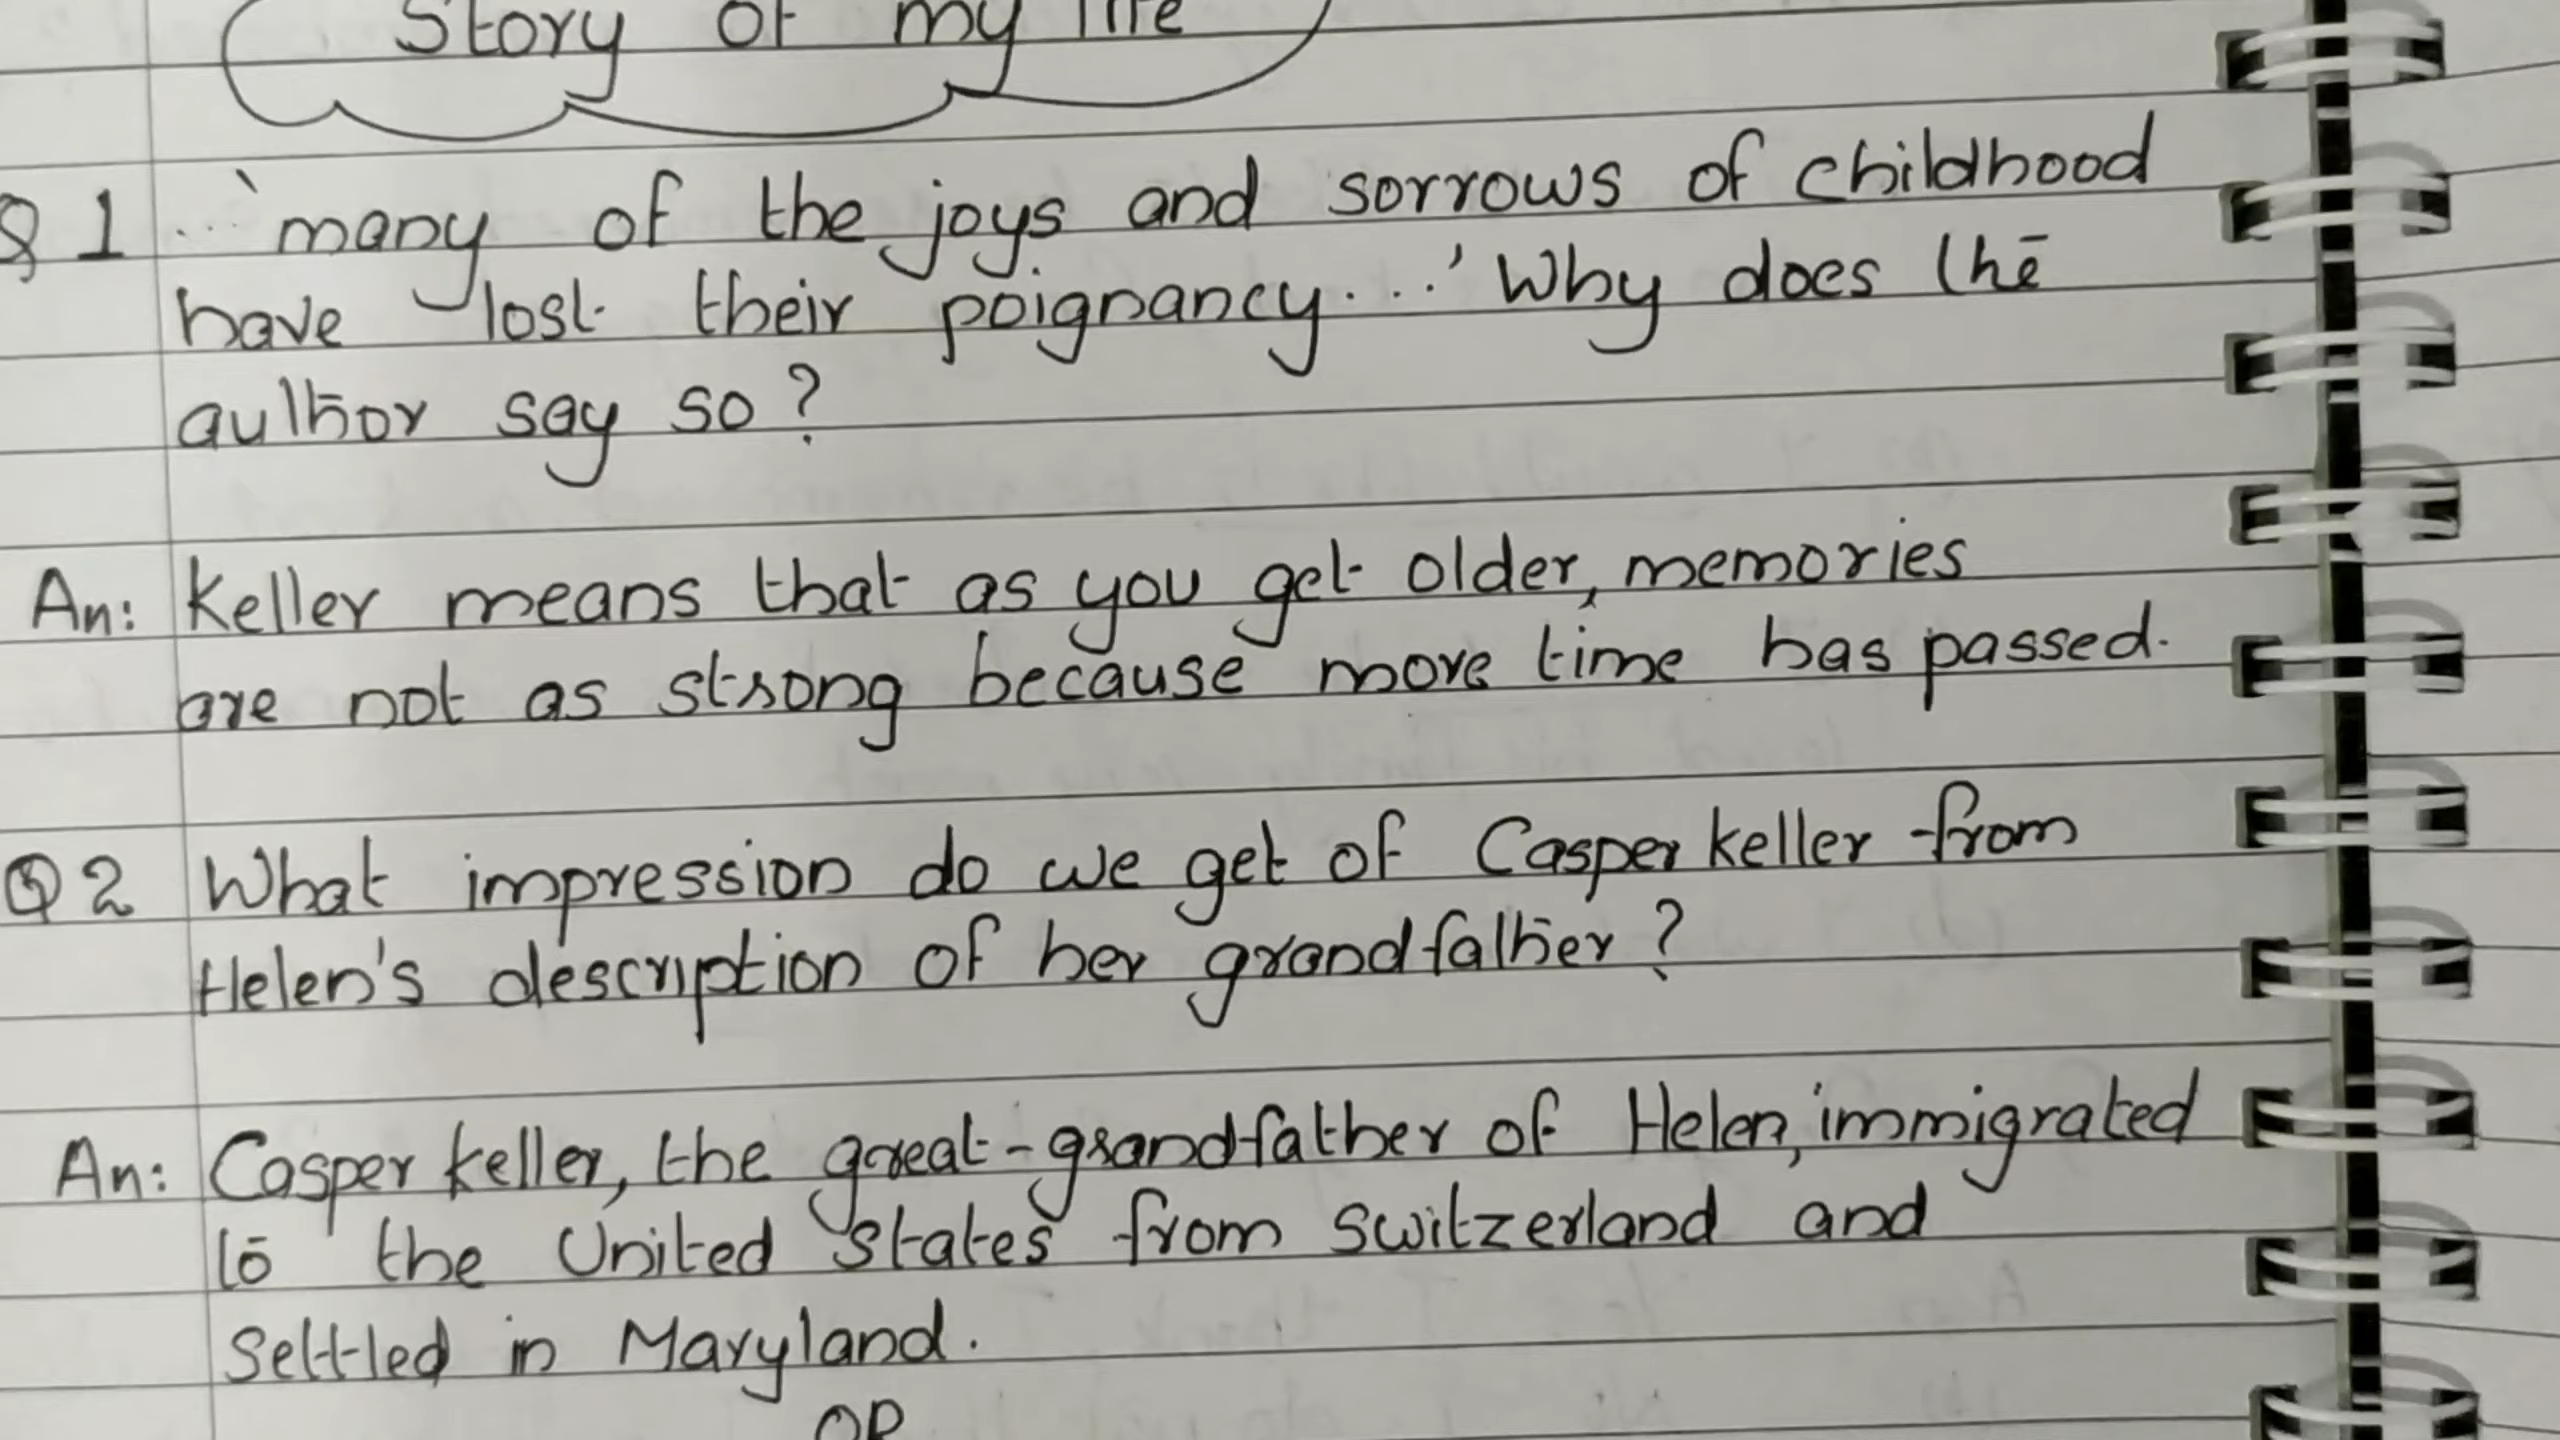 Story of my life
Q 1 ...'many of the joys and sorrows of childhood
have lost their poignancy...' Why does the
author say so?
An: Keller means that as you get older, memories
are not as strong because more time has passed.
Q 2 What impression do we get of Casper Keller from
Helen's description of her grandfather?
An: Casper Keller, the great-grandfather of Helen, immigrated
to the United States from Switzerland and
Settled in Maryland.
OR